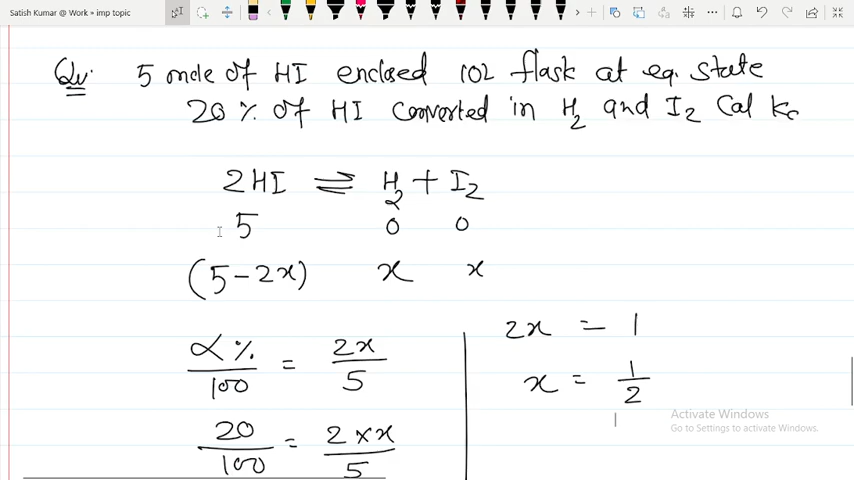 Satish Kumar @ Work » imp topic
Qu. 5 mole of HI enclosed 10L flask at eq. state
20 % of HI converted in H2 and I2 Cal Kc
2HI ⇌ H2 + I2
5 0 0
(5-2x) x x
α % / 100 = 2x / 5
20 / 100 = 2 × x / 5
2x = 1
x = 1 / 2
Activate Windows
Go to Settings to activate Windows.